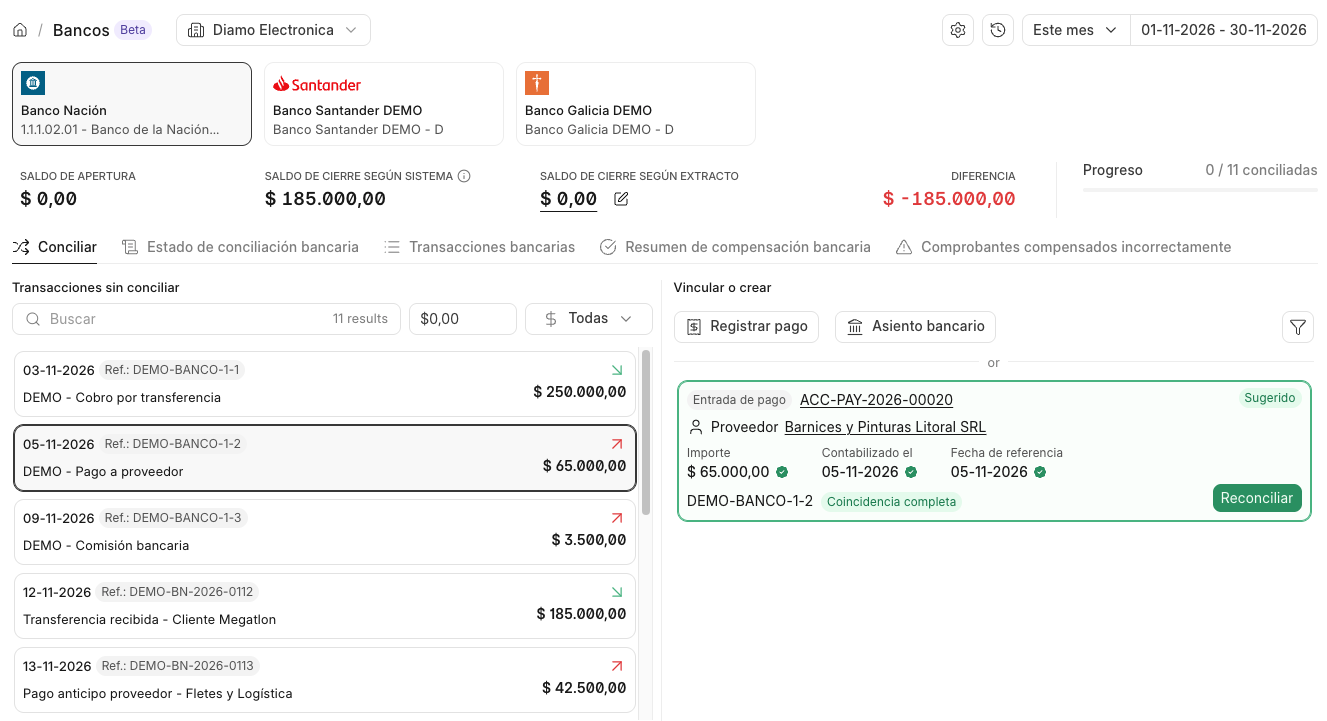 / Bancos Beta Diamo Electronica Este mes 01-11-2026 - 30-11-2026
Santander
Banco Nación
1.1.1.02.01 - Banco de la Nación...
Banco Santander DEMO
Banco Santander DEMO - D
Banco Galicia DEMO
Banco Galicia DEMO - D
SALDO DE APERTURA
$ 0,00
SALDO DE CIERRE SEGÚN SISTEMA
$ 185.000,00
SALDO DE CIERRE SEGÚN EXTRACTO
$ 0,00
DIFERENCIA
$ -185.000,00
Progreso 0 / 11 conciliadas
Conciliar Estado de conciliación bancaria Transacciones bancarias Resumen de compensación bancaria Comprobantes compensados incorrectamente
Transacciones sin conciliar
Buscar 11 results $0,00 Todas
03-11-2026 Ref.: DEMO-BANCO-1-1
$ 250.000,00
DEMO - Cobro por transferencia
05-11-2026 Ref.: DEMO-BANCO-1-2
$ 65.000,00
DEMO - Pago a proveedor
09-11-2026 Ref.: DEMO-BANCO-1-3
$ 3.500,00
DEMO - Comisión bancaria
12-11-2026 Ref.: DEMO-BN-2026-0112
$ 185.000,00
Transferencia recibida - Cliente Megatlon
13-11-2026 Ref.: DEMO-BN-2026-0113
$ 42.500,00
Pago anticipo proveedor - Fletes y Logística
Vincular o crear
Registrar pago Asiento bancario
or
Entrada de pago ACC-PAY-2026-00020 Sugerido
Proveedor Barnices y Pinturas Litoral SRL
Importe Contabilizado el Fecha de referencia
$ 65.000,00 05-11-2026 05-11-2026
DEMO-BANCO-1-2 Coincidencia completa Reconciliar